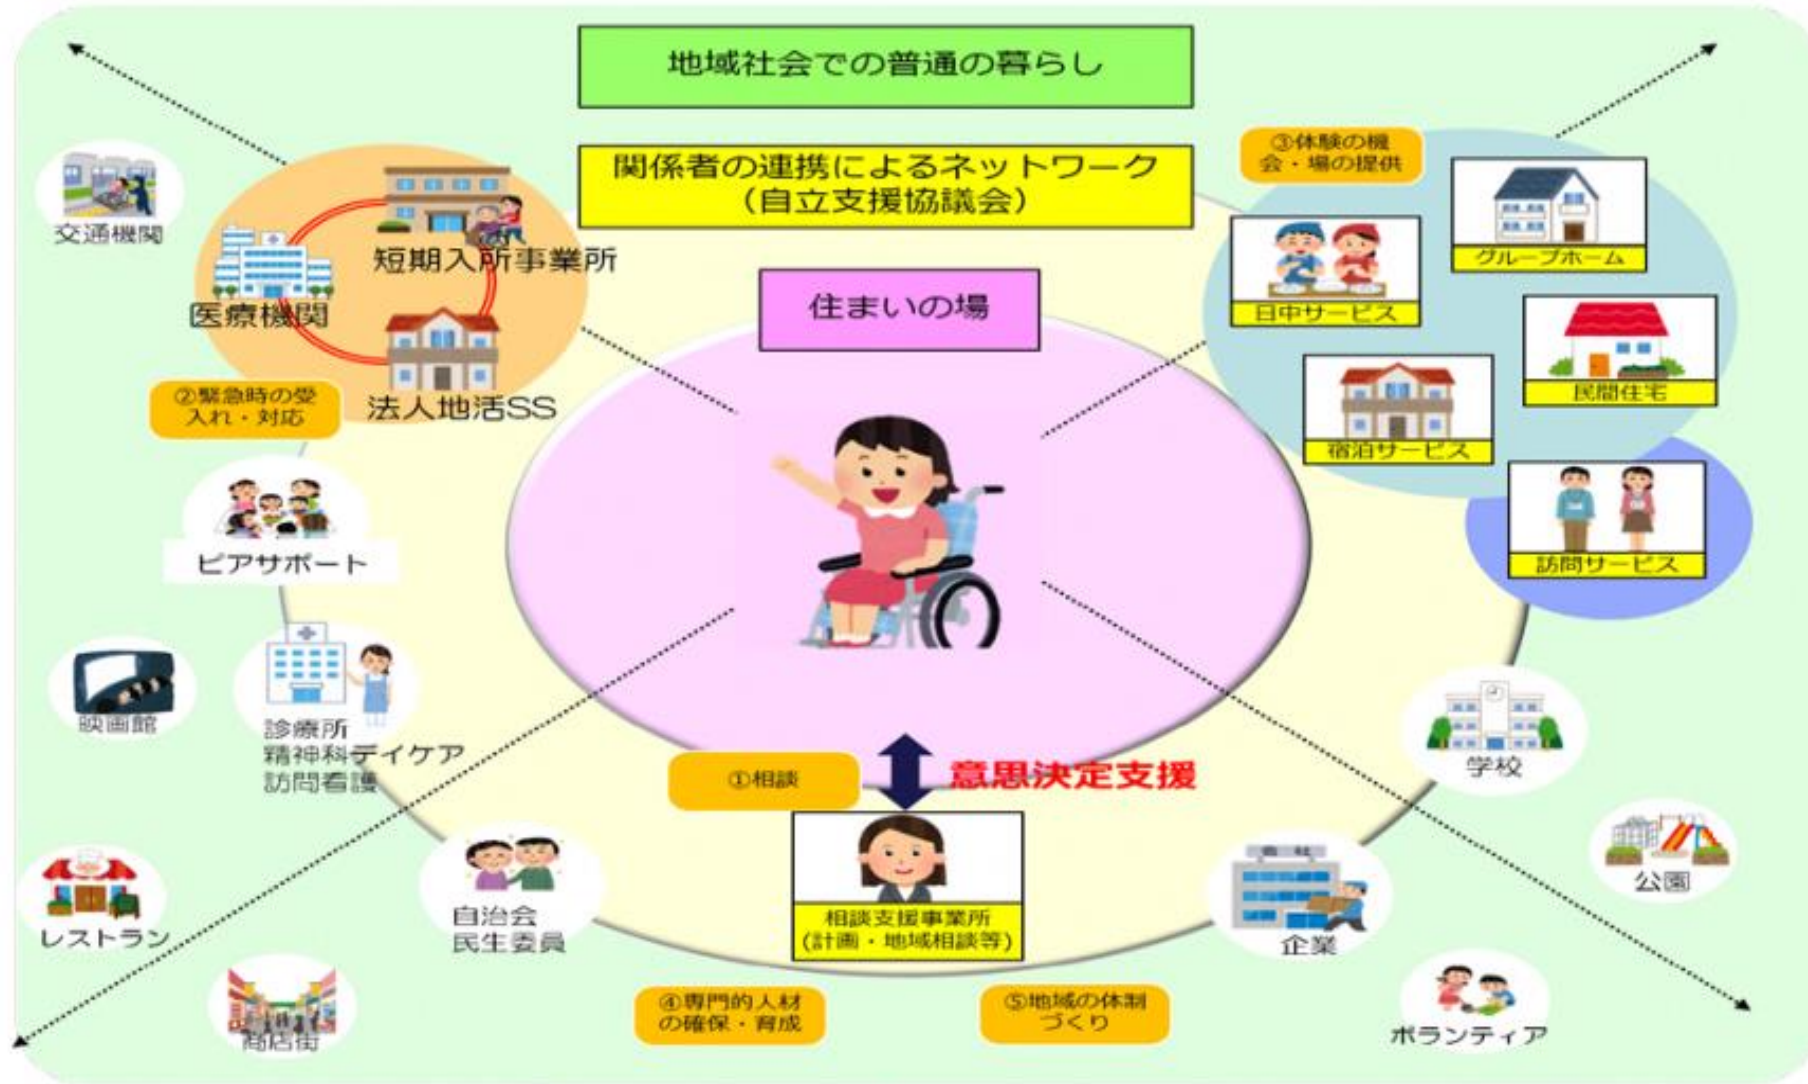 地域社会での普通の暮らし
関係者の連携によるネットワーク
（自立支援協議会）
住まいの場
交通機関
短期入所事業所
医療機関
法人地活SS
②緊急時の受
入れ・対応
③体験の機
会・場の提供
グループホーム
日中サービス
民間住宅
宿泊サービス
訪問サービス
ピアサポート
映画館
診療所
精神科デイケア
訪問看護
①相談
意思決定支援
学校
レストラン
自治会
民生委員
相談支援事業所
(計画・地域相談等)
会社
企業
公園
商店街
④専門的人材
の確保・育成
⑤地域の体制
づくり
ボランティア